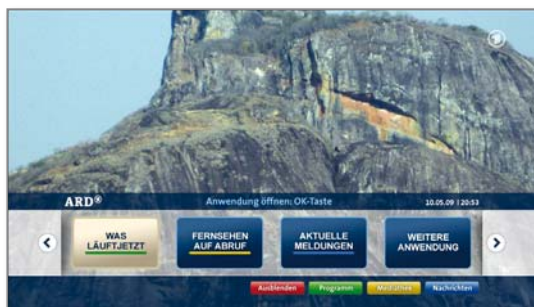 ARD®
Anwendung öffnen: OK-Taste
20.05.09 | 20:53
WAS
LÄUFTJETZT
FERNSEHEN
AUF ABRUF
AKTUELLE
MELDUNGEN
WEITERE
ANWENDUNG
Ausblenden
Programm
Mediathek
Nachrichten